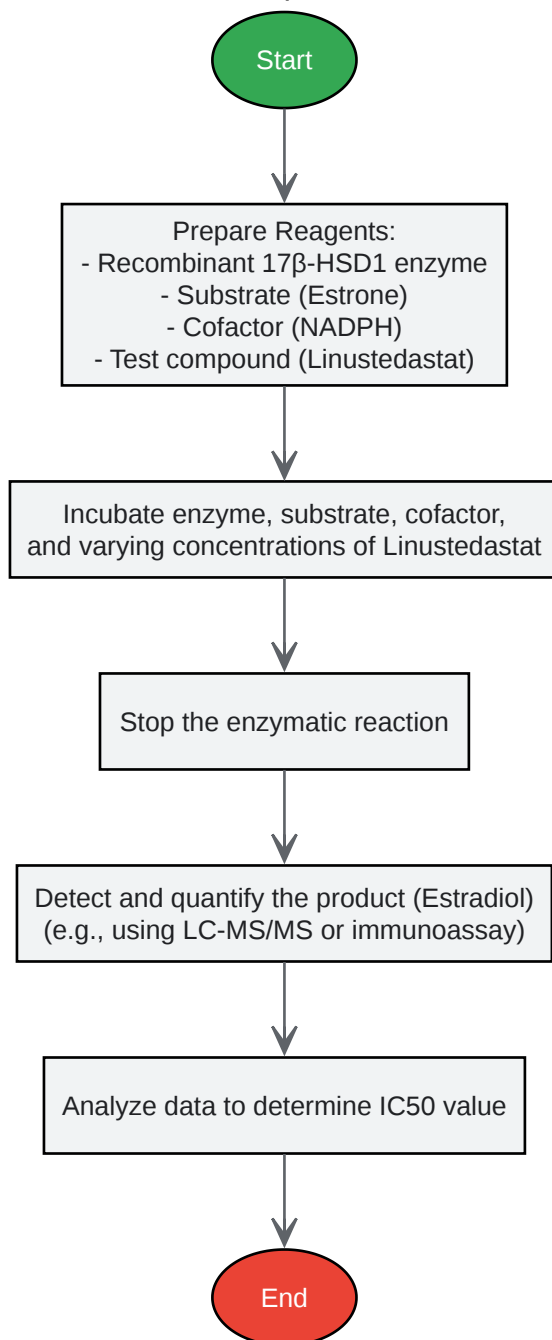 Start
Prepare Reagents:
- Recombinant 17β-HSD1 enzyme
- Substrate (Estrone)
- Cofactor (NADPH)
- Test compound (Linustedastat)
Incubate enzyme, substrate, cofactor,
and varying concentrations of Linustedastat
Stop the enzymatic reaction
Detect and quantify the product (Estradiol)
(e.g., using LC-MS/MS or immunoassay)
Analyze data to determine IC50 value
End